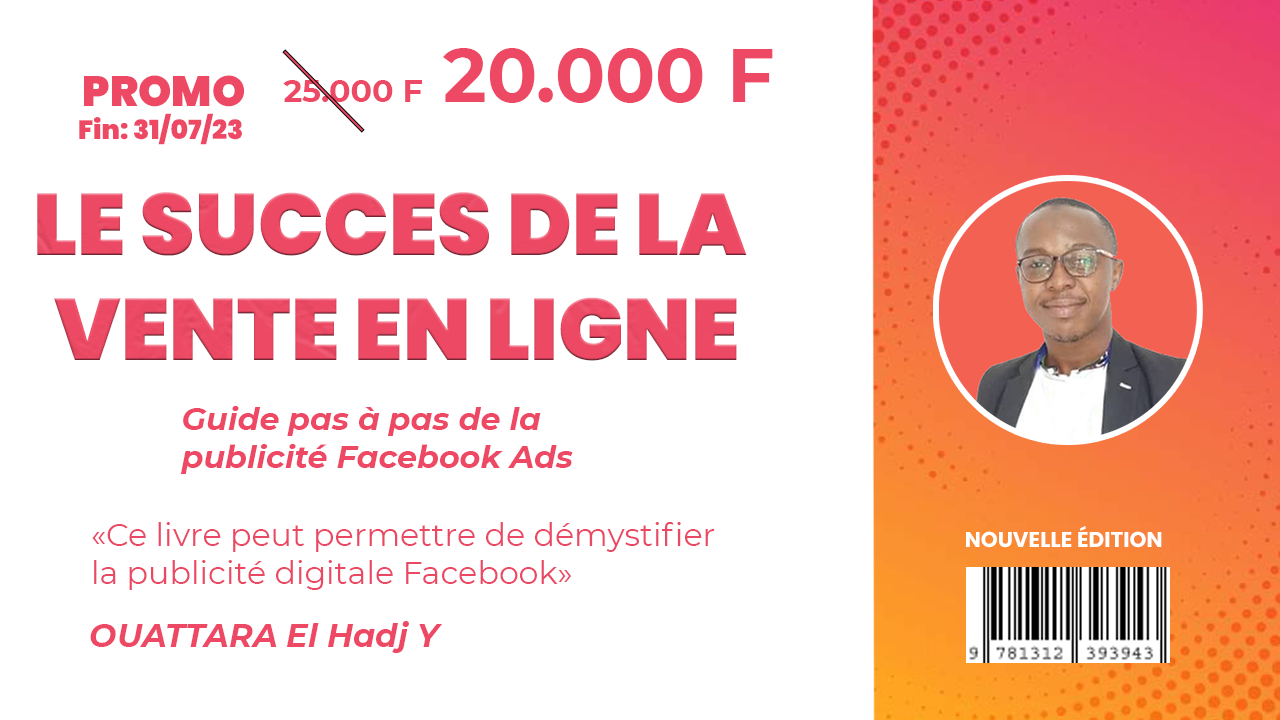 PROMO
25.000 F
20.000 F
Fin: 31/07/23
LE SUCCES DE LA
VENTE EN LIGNE
Guide pas à pas de la
publicité Facebook Ads
«Ce livre peut permettre de démystifier
la publicité digitale Facebook»
OUATTARA El Hadj Y
NOUVELLE ÉDITION
9 781312 393943